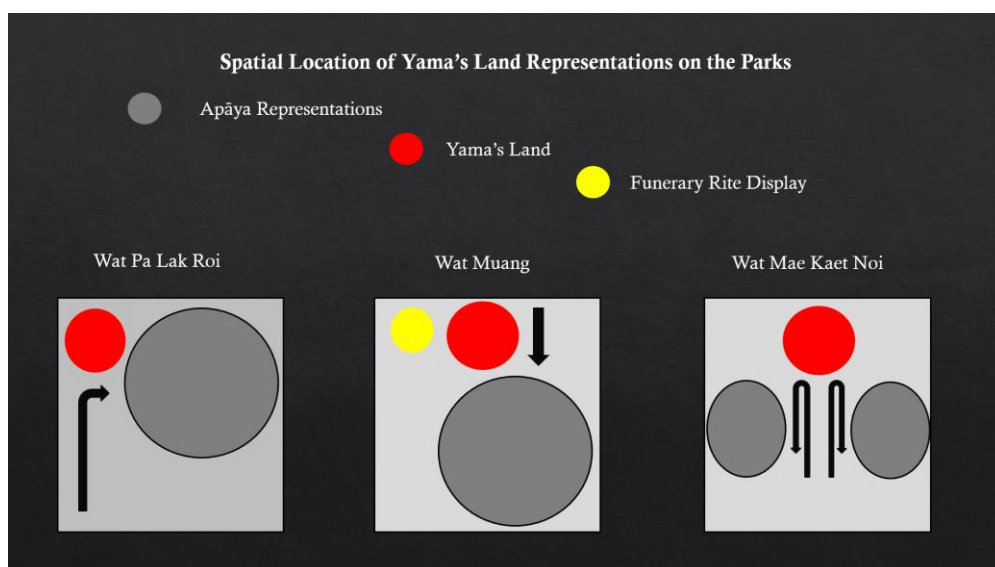 Spatial Location of Yama's Land Representations on the Parks
Apāya Representations
Yama's Land
Funerary Rite Display
Wat Pa Lak Roi
Wat Muang
Wat Mae Kaet Noi